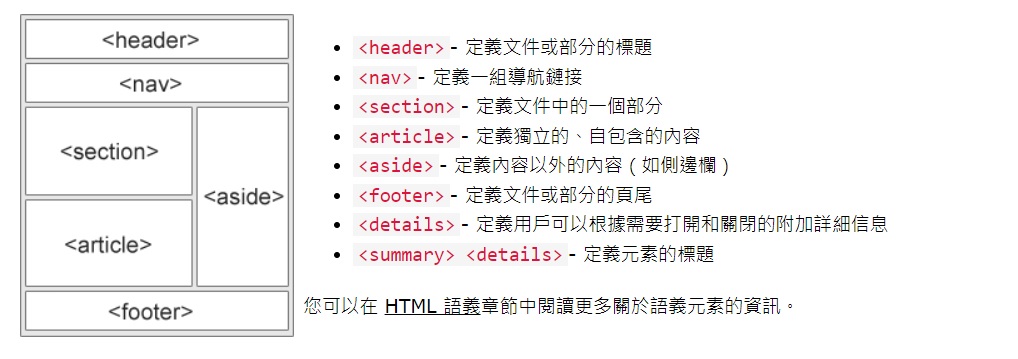 <header>
<nav>
<section>
<aside>
<article>
<footer>
<header> - 定義文件或部分的標題
<nav> - 定義一組導航鏈接
<section> - 定義文件中的一個部分
<article> - 定義獨立的、自包含的內容
<aside> - 定義內容以外的內容（如側邊欄）
<footer> - 定義文件或部分的頁尾
<details> - 定義用戶可以根據需要打開和關閉的附加詳細信息
<summary> <details> - 定義元素的標題
您可以在 HTML 語義章節中閱讀更多關於語義元素的資訊。